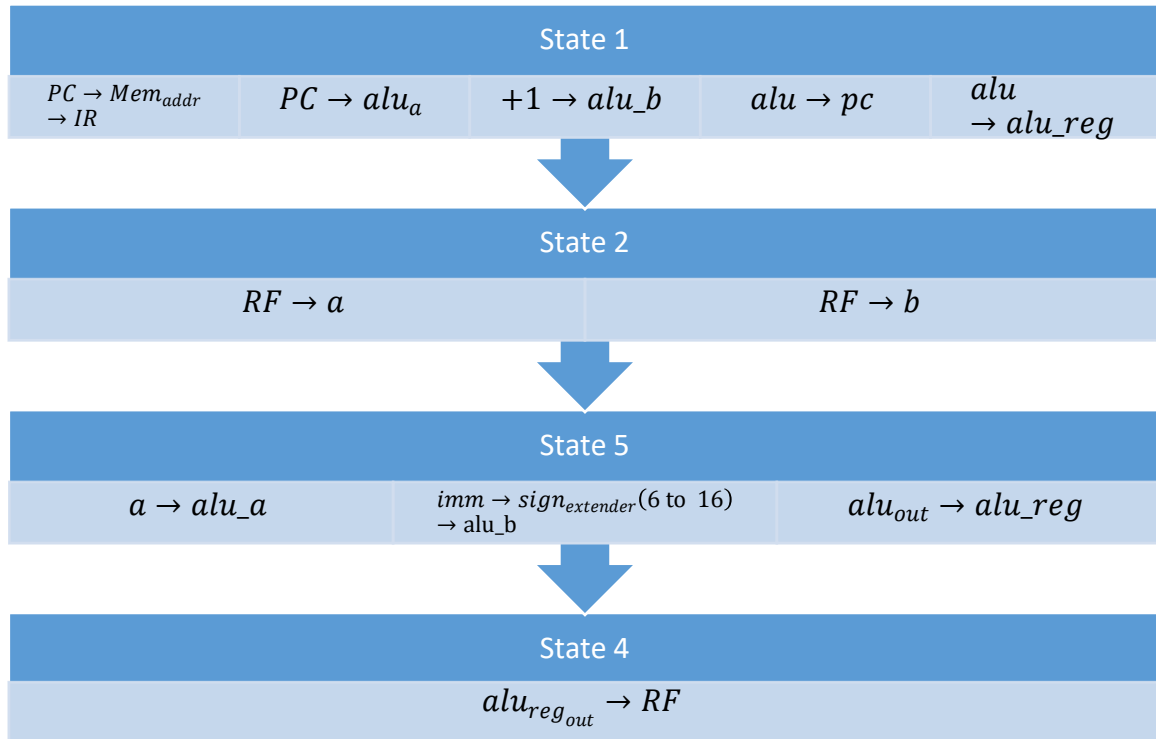 State 1
PC → Mem_addr
→ IR
PC → alu_a
+1 → alu_b
alu → pc
alu
→ alu_reg
State 2
RF → a
RF → b
State 5
a → alu_a
imm → sign_extender(6 to 16)
→ alu_b
alu_out → alu_reg
State 4
alu_reg_out → RF